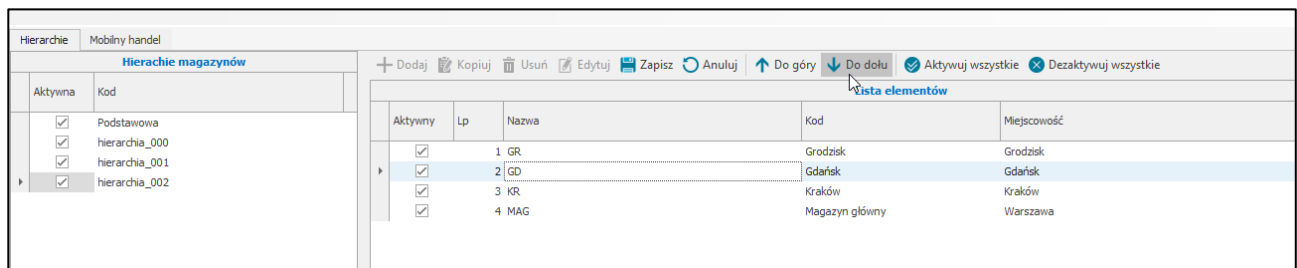 Hierarchie Mobilny handel
Hierachie magazynów
Aktywna Kod
Podstawowa
hierarchia_000
hierarchia_001
hierarchia_002
Dodaj Kopiuj Usuń Edytuj Zapisz Anuluj Do góry Do dołu Aktywuj wszystkie Dezaktywuj wszystkie
Lista elementów
Aktywny Lp Nazwa Kod Miejscowość
1 GR Grodzisk Grodzisk
2 GD Gdańsk Gdańsk
3 KR Kraków Kraków
4 MAG Magazyn główny Warszawa